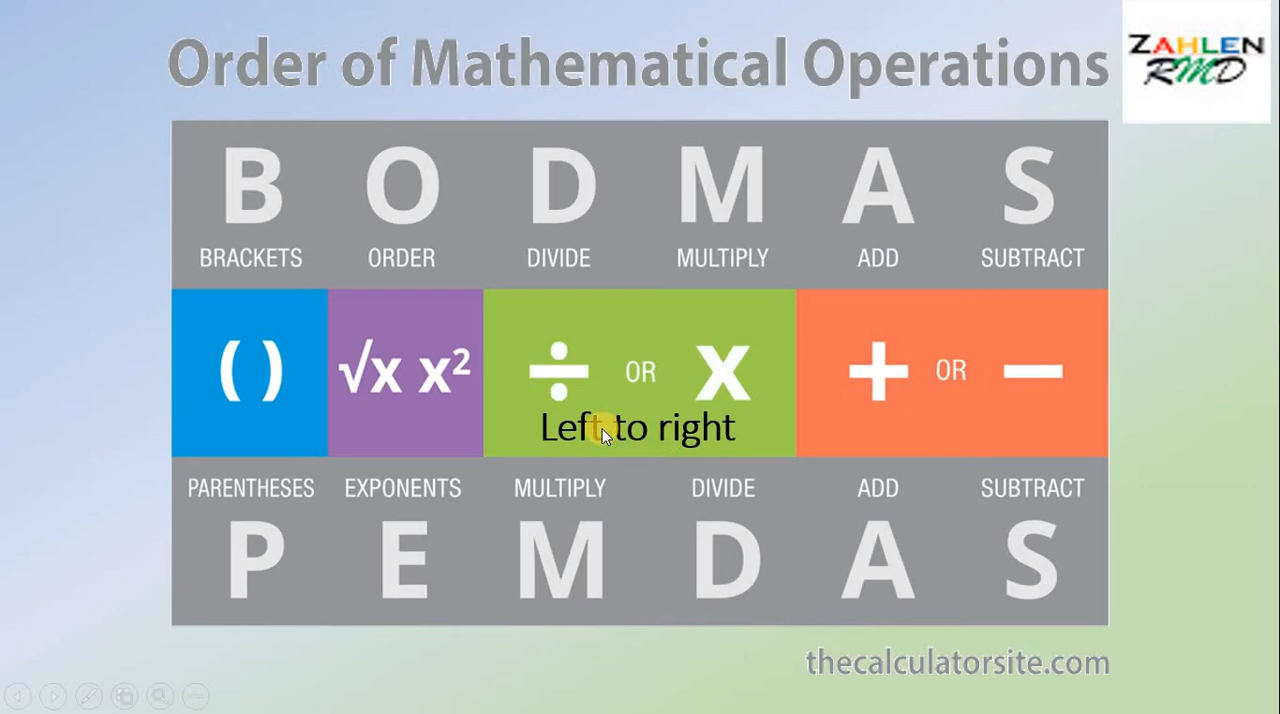 Order of Mathematical Operations
ZAHLEN
RMD
B O D M A S
BRACKETS ORDER DIVIDE MULTIPLY ADD SUBTRACT
( ) √x x² ÷ OR x + OR −
Left to right
PARENTHESES EXPONENTS MULTIPLY DIVIDE ADD SUBTRACT
P E M D A S
thecalculatorsite.com